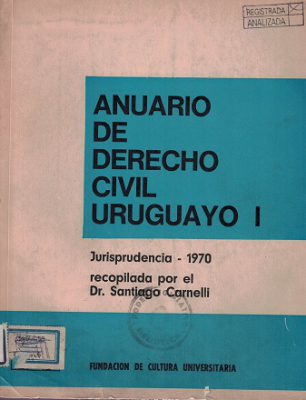 REGISTRADA
ANALIZADA
ANUARIO
DE
DERECHO
CIVIL
URUGUAYO I
Jurisprudencia - 1970
recopilada por el
Dr. Santiago Carnelli
FUNDACION DE CULTURA UNIVERSITARIA